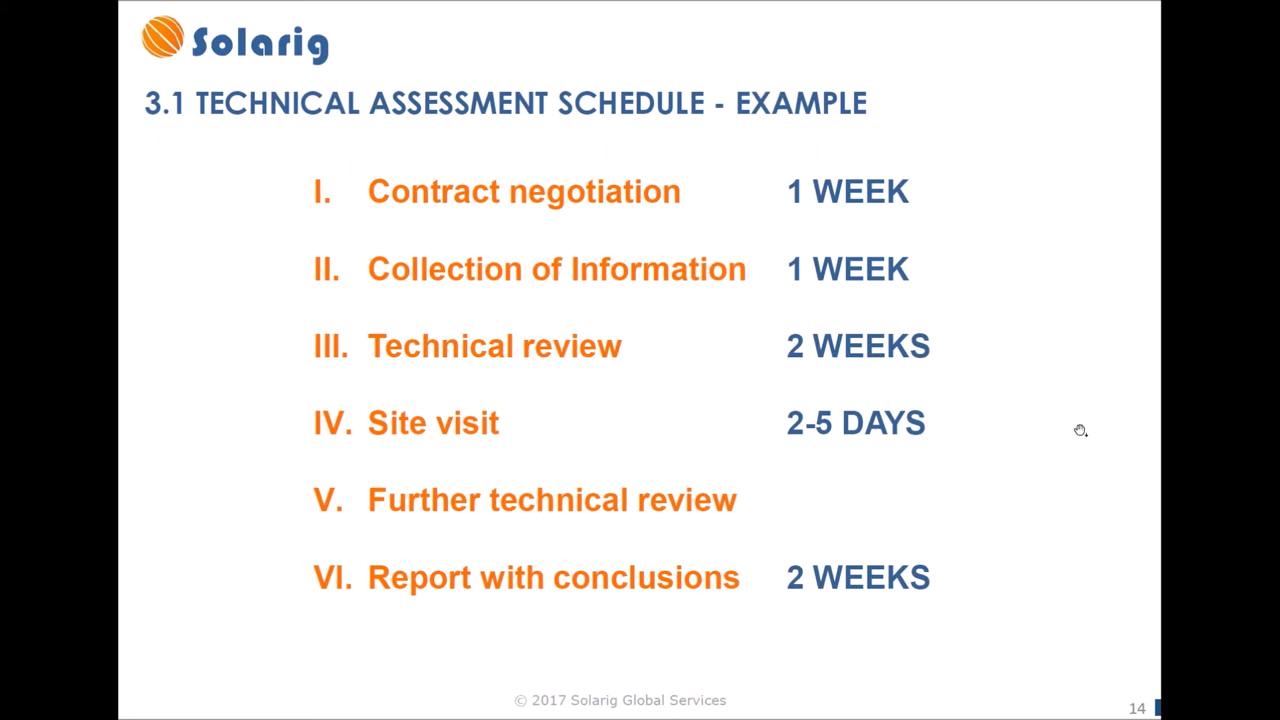 Solarig
3.1 TECHNICAL ASSESSMENT SCHEDULE - EXAMPLE
I. Contract negotiation 1 WEEK
II. Collection of Information 1 WEEK
III. Technical review 2 WEEKS
IV. Site visit 2-5 DAYS
V. Further technical review
VI. Report with conclusions 2 WEEKS
© 2017 Solarig Global Services
14